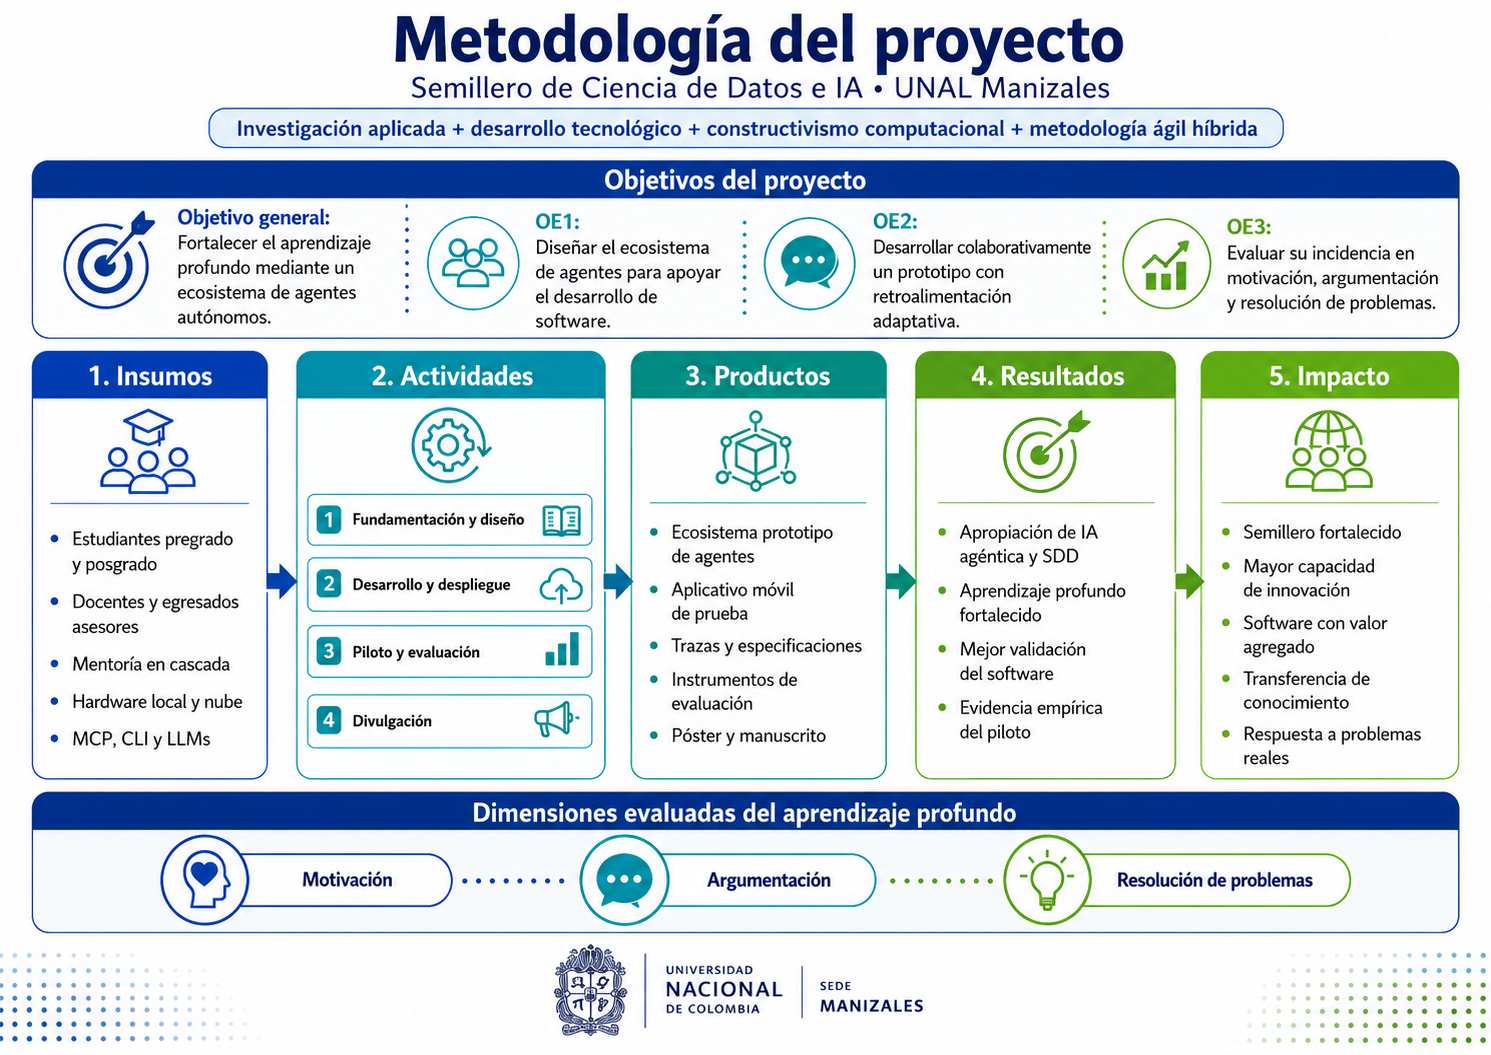 Metodología del proyecto
Semillero de Ciencia de Datos e IA • UNAL Manizales
Investigación aplicada + desarrollo tecnológico + constructivismo computacional + metodología ágil híbrida
Objetivos del proyecto
Objetivo general:
Fortalecer el aprendizaje
profundo mediante un
ecosistema de agentes
autónomos.
OE1:
Diseñar el ecosistema
de agentes para apoyar
el desarrollo de
software.
OE2:
Desarrollar colaborativamente
un prototipo con
retroalimentación
adaptativa.
OE3:
Evaluar su incidencia en
motivación, argumentación
y resolución de problemas.
1. Insumos
• Estudiantes pregrado
y posgrado
• Docentes y egresados
asesores
• Mentoría en cascada
• Hardware local y nube
• MCP, CLI y LLMs
2. Actividades
1 Fundamentación y diseño
2 Desarrollo y despliegue
3 Piloto y evaluación
4 Divulgación
3. Productos
• Ecosistema prototipo
de agentes
• Aplicativo móvil
de prueba
• Trazas y especificaciones
• Instrumentos de
evaluación
• Póster y manuscrito
4. Resultados
• Apropiación de IA
agéntica y SDD
• Aprendizaje profundo
fortalecido
• Mejor validación
del software
• Evidencia empírica
del piloto
5. Impacto
• Semillero fortalecido
• Mayor capacidad
de innovación
• Software con valor
agregado
• Transferencia de
conocimiento
• Respuesta a problemas
reales
Dimensiones evaluadas del aprendizaje profundo
Motivación
Argumentación
Resolución de problemas
UNIVERSIDAD
NACIONAL
DE COLOMBIA
SEDE
MANIZALES